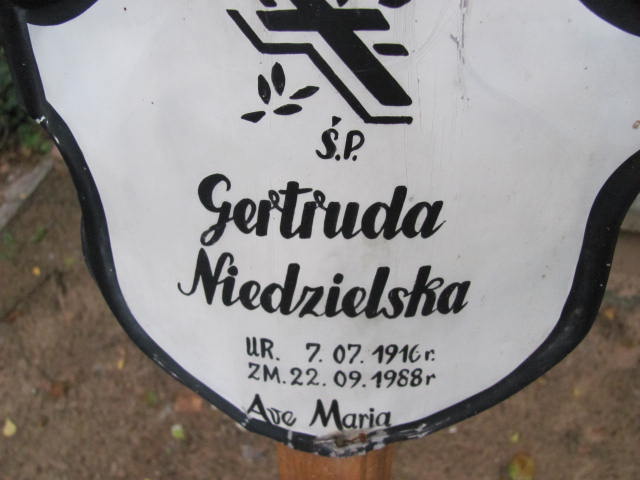 Ś.P.
Gertruda
Niedzielska
UR. 7.07.1916r.
ZM.22.09.1988r
Ave Maria